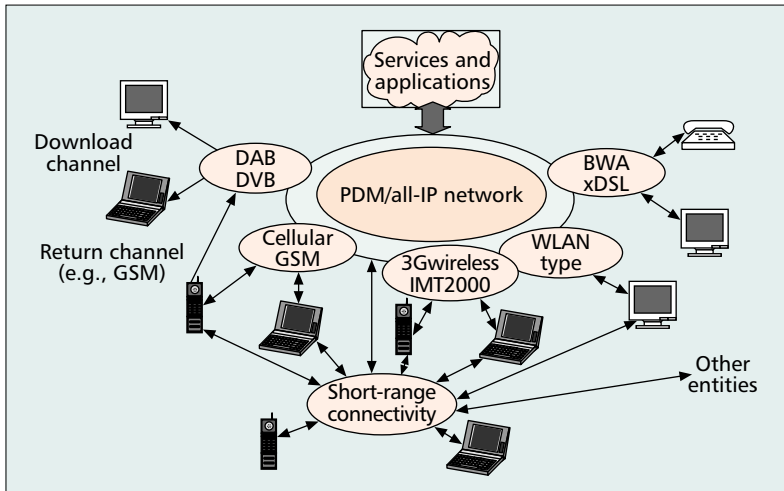 Services and
applications
Download
channel
DAB
DVB
BWA
xDSL
PDM/all-IP network
Return channel
(e.g., GSM)
Cellular
GSM
3Gwireless
IMT2000
WLAN
type
Short-range
connectivity
Other
entities